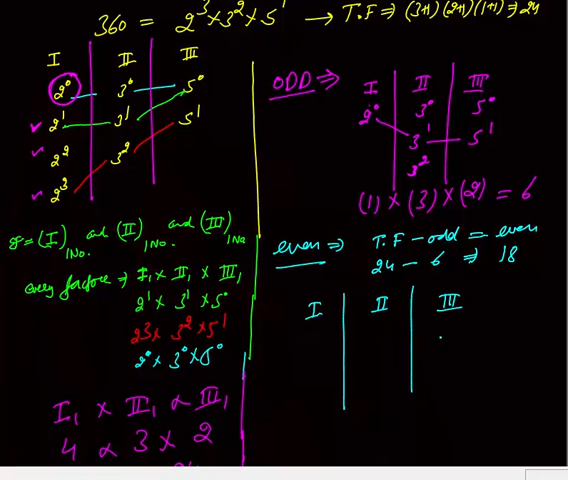 360 = 2³×3²×5¹ → T.F ⇒ (3+1)(2+1)(1+1) ⇒ 24
I | II | III
2⁰ 3⁰ 5⁰
✓ 2¹ 3¹ 5¹
✓ 2² 3²
✓ 2³
(I) 1No. and (II) 1No. and (III) 1No
every factor ⇒ I₁ × II₁ × III₁
2¹ × 3¹ × 5⁰
2³ × 3² × 5¹
2⁰ × 3⁰ × 5⁰
I₁ × II₁ × III₁
4 × 3 × 2
ODD ⇒ I | II | III
2⁰ 3⁰ 5⁰
3¹ 5¹
3²
(1) × (3) × (2) = 6
even ⇒ T.F - odd = even
24 - 6 ⇒ 18
I | II | III